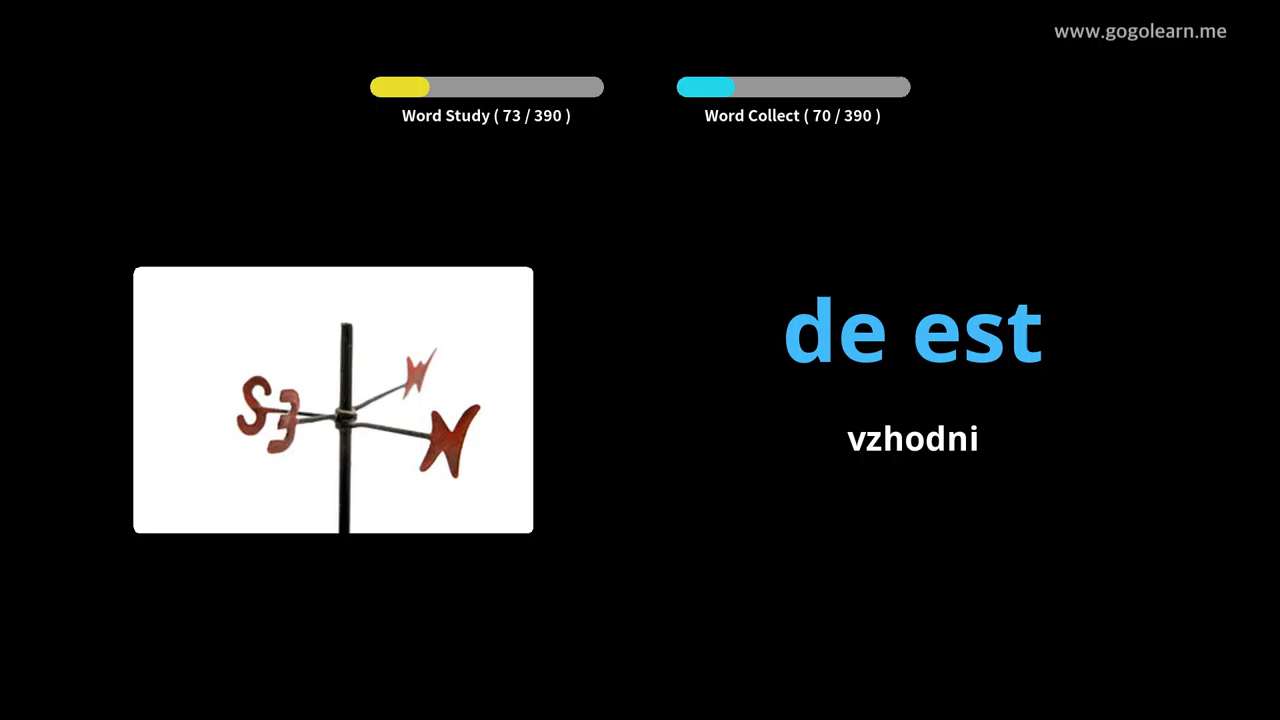 www.gogolearn.me
Word Study ( 73 / 390 )
Word Collect ( 70 / 390 )
de est
vzhodni
S
E
N